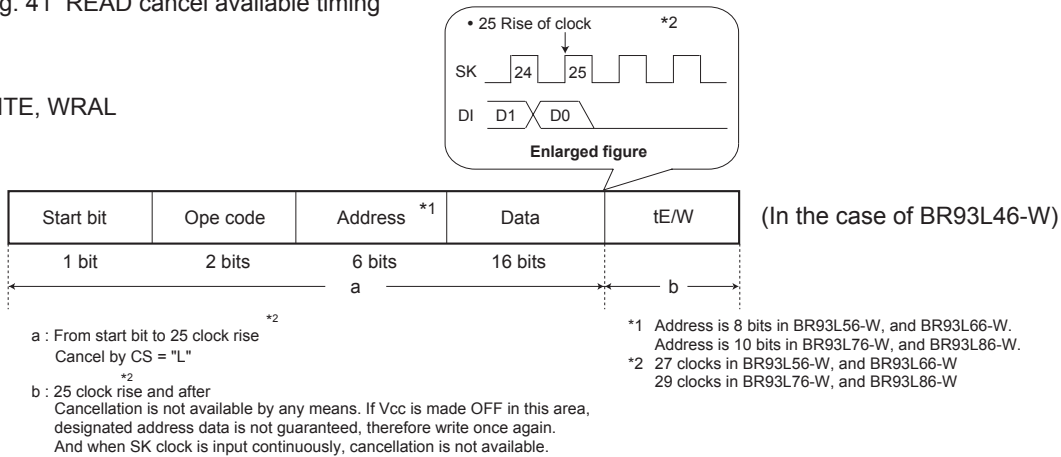 g. 41 READ cancel available timing
• 25 Rise of clock *2
SK 24 25
DI D1 D0
Enlarged figure
ITE, WRAL
Start bit Ope code Address *1 Data tE/W (In the case of BR93L46-W)
1 bit 2 bits 6 bits 16 bits
a b
*2
a : From start bit to 25 clock rise
Cancel by CS = "L"
*2
b : 25 clock rise and after
Cancellation is not available by any means. If Vcc is made OFF in this area,
designated address data is not guaranteed, therefore write once again.
And when SK clock is input continuously, cancellation is not available.
*1 Address is 8 bits in BR93L56-W, and BR93L66-W.
Address is 10 bits in BR93L76-W, and BR93L86-W.
*2 27 clocks in BR93L56-W, and BR93L66-W
29 clocks in BR93L76-W, and BR93L86-W